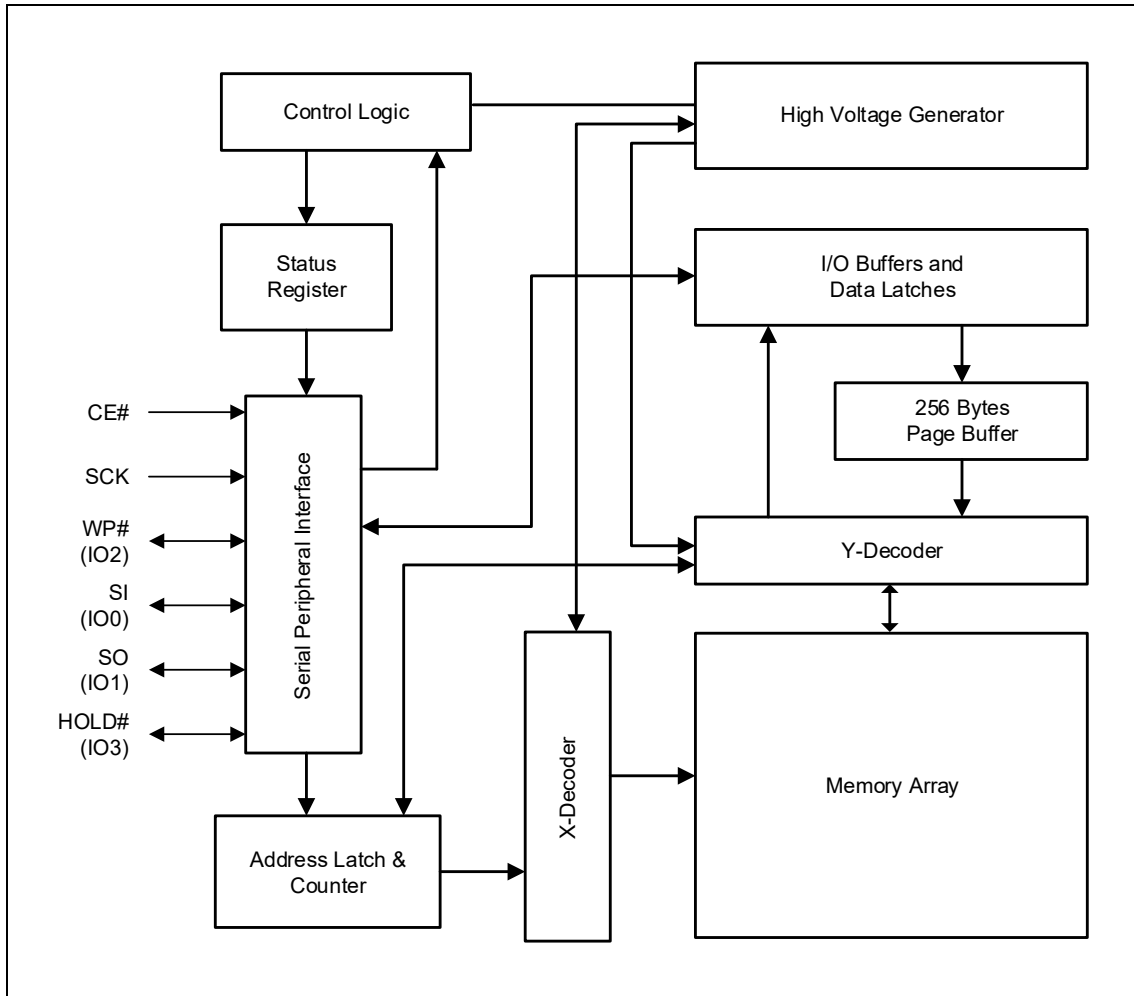 Control Logic
High Voltage Generator
Status
Register
I/O Buffers and
Data Latches
256 Bytes
Page Buffer
Y-Decoder
CE#
SCK
WP#
(IO2)
SI
(IO0)
SO
(IO1)
HOLD#
(IO3)
Serial Peripheral Interface
X-Decoder
Memory Array
Address Latch &
Counter